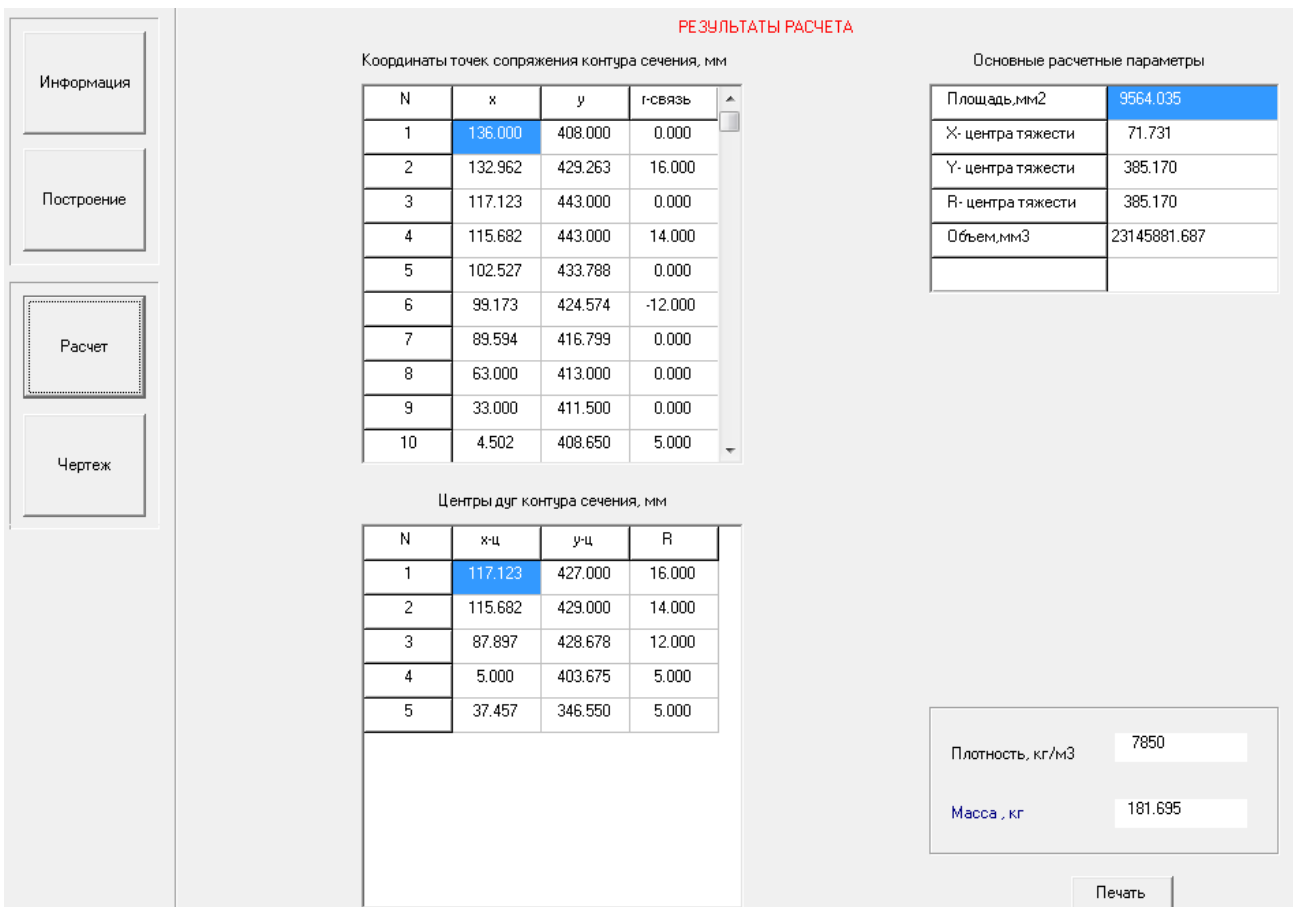 РЕЗУЛЬТАТЫ РАСЧЕТА
Информация
Построение
Расчет
Чертеж
Координаты точек сопряжения контура сечения, мм
N x y r-связь
1 136.000 408.000 0.000
2 132.962 429.263 16.000
3 117.123 443.000 0.000
4 115.682 443.000 14.000
5 102.527 433.788 0.000
6 99.173 424.574 -12.000
7 89.594 416.799 0.000
8 63.000 413.000 0.000
9 33.000 411.500 0.000
10 4.502 408.650 5.000
Центры дуг контура сечения, мм
N х-ц у-ц R
1 117.123 427.000 16.000
2 115.682 429.000 14.000
3 87.897 428.678 12.000
4 5.000 403.675 5.000
5 37.457 346.550 5.000
Основные расчетные параметры
Площадь,мм2 9564.035
X- центра тяжести 71.731
Y- центра тяжести 385.170
R- центра тяжести 385.170
Объем,мм3 23145881.687
Плотность, кг/м3 7850
Масса , кг 181.695
Печать